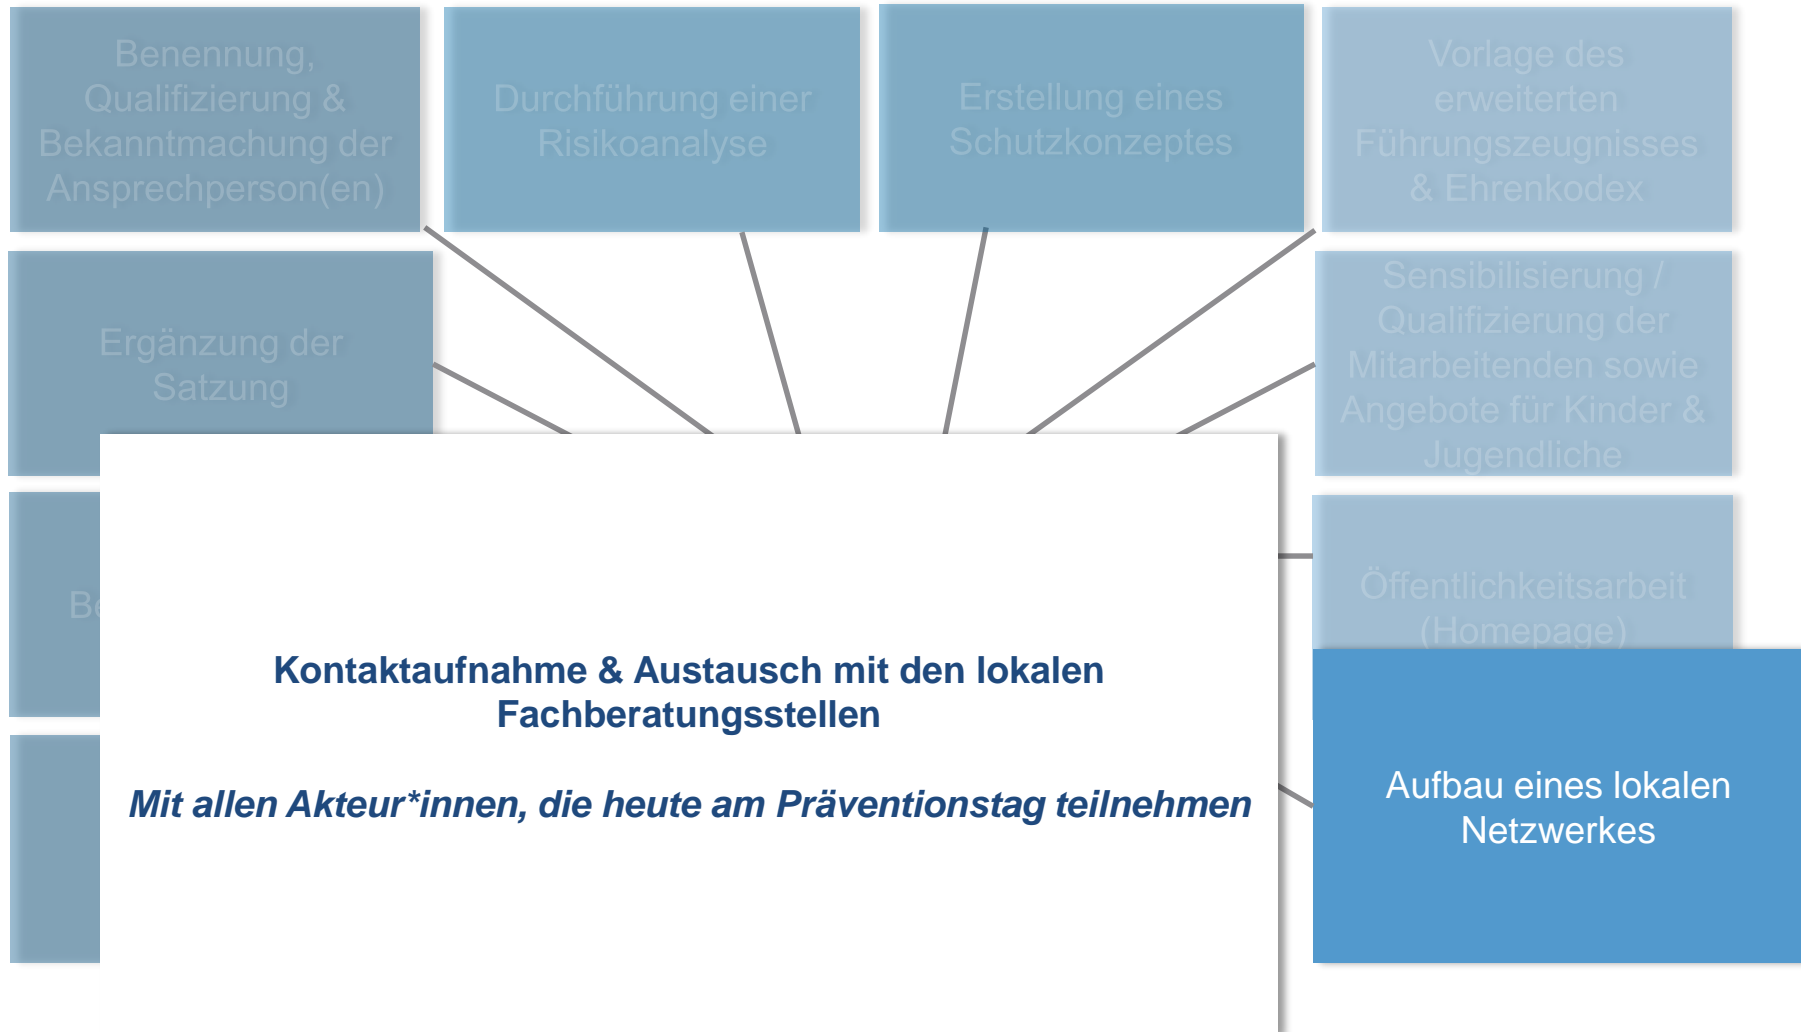 Benennung,
Qualifizierung &
Bekanntmachung der
Ansprechperson(en)
Durchführung einer
Risikoanalyse
Erstellung eines
Schutzkonzeptes
Vorlage des
erweiterten
Führungszeugnisses
& Ehrenkodex
Ergänzung der
Satzung
Sensibilisierung /
Qualifizierung der
Mitarbeitenden sowie
Angebote für Kinder &
Jugendliche
Öffentlichkeitsarbeit
(Homepage)
Kontaktaufnahme & Austausch mit den lokalen
Fachberatungsstellen
Mit allen Akteur*innen, die heute am Präventionstag teilnehmen
Aufbau eines lokalen
Netzwerkes